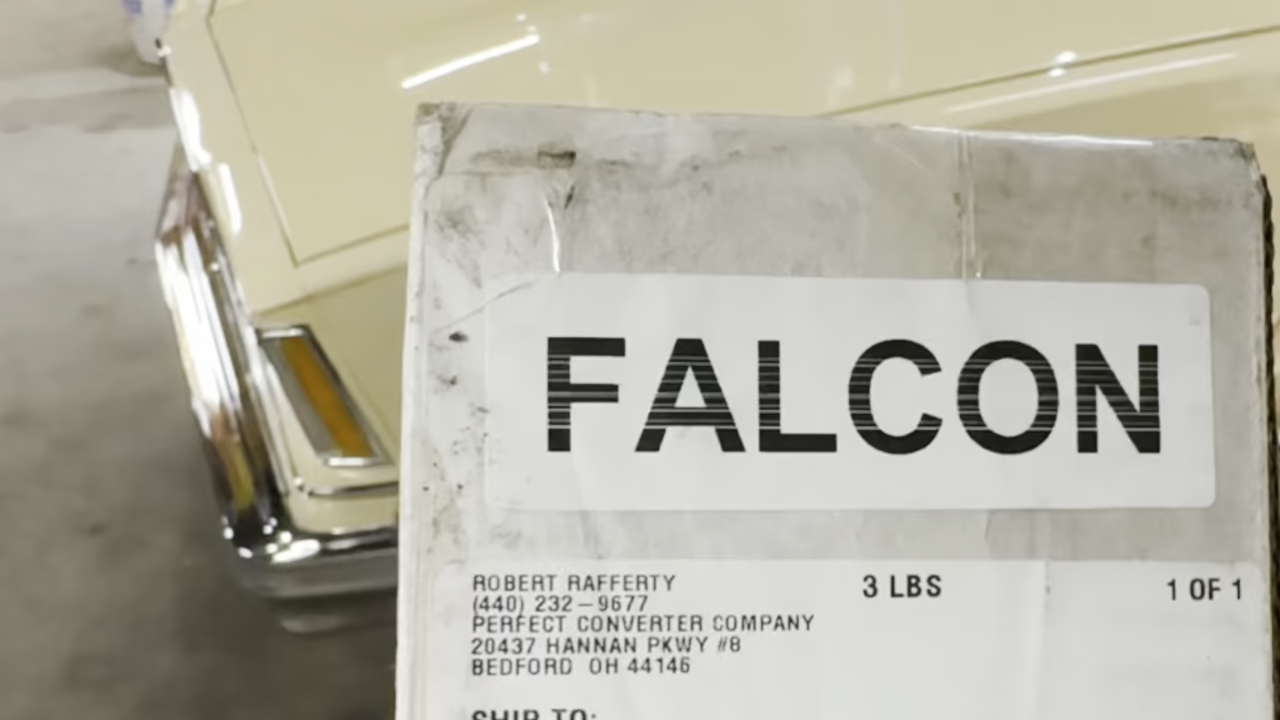 FALCON
ROBERT RAFFERTY 3 LBS 1 OF 1
(440) 232-9677
PERFECT CONVERTER COMPANY
20437 HANNAN PKWY #8
BEDFORD OH 44146
SHIP TO: